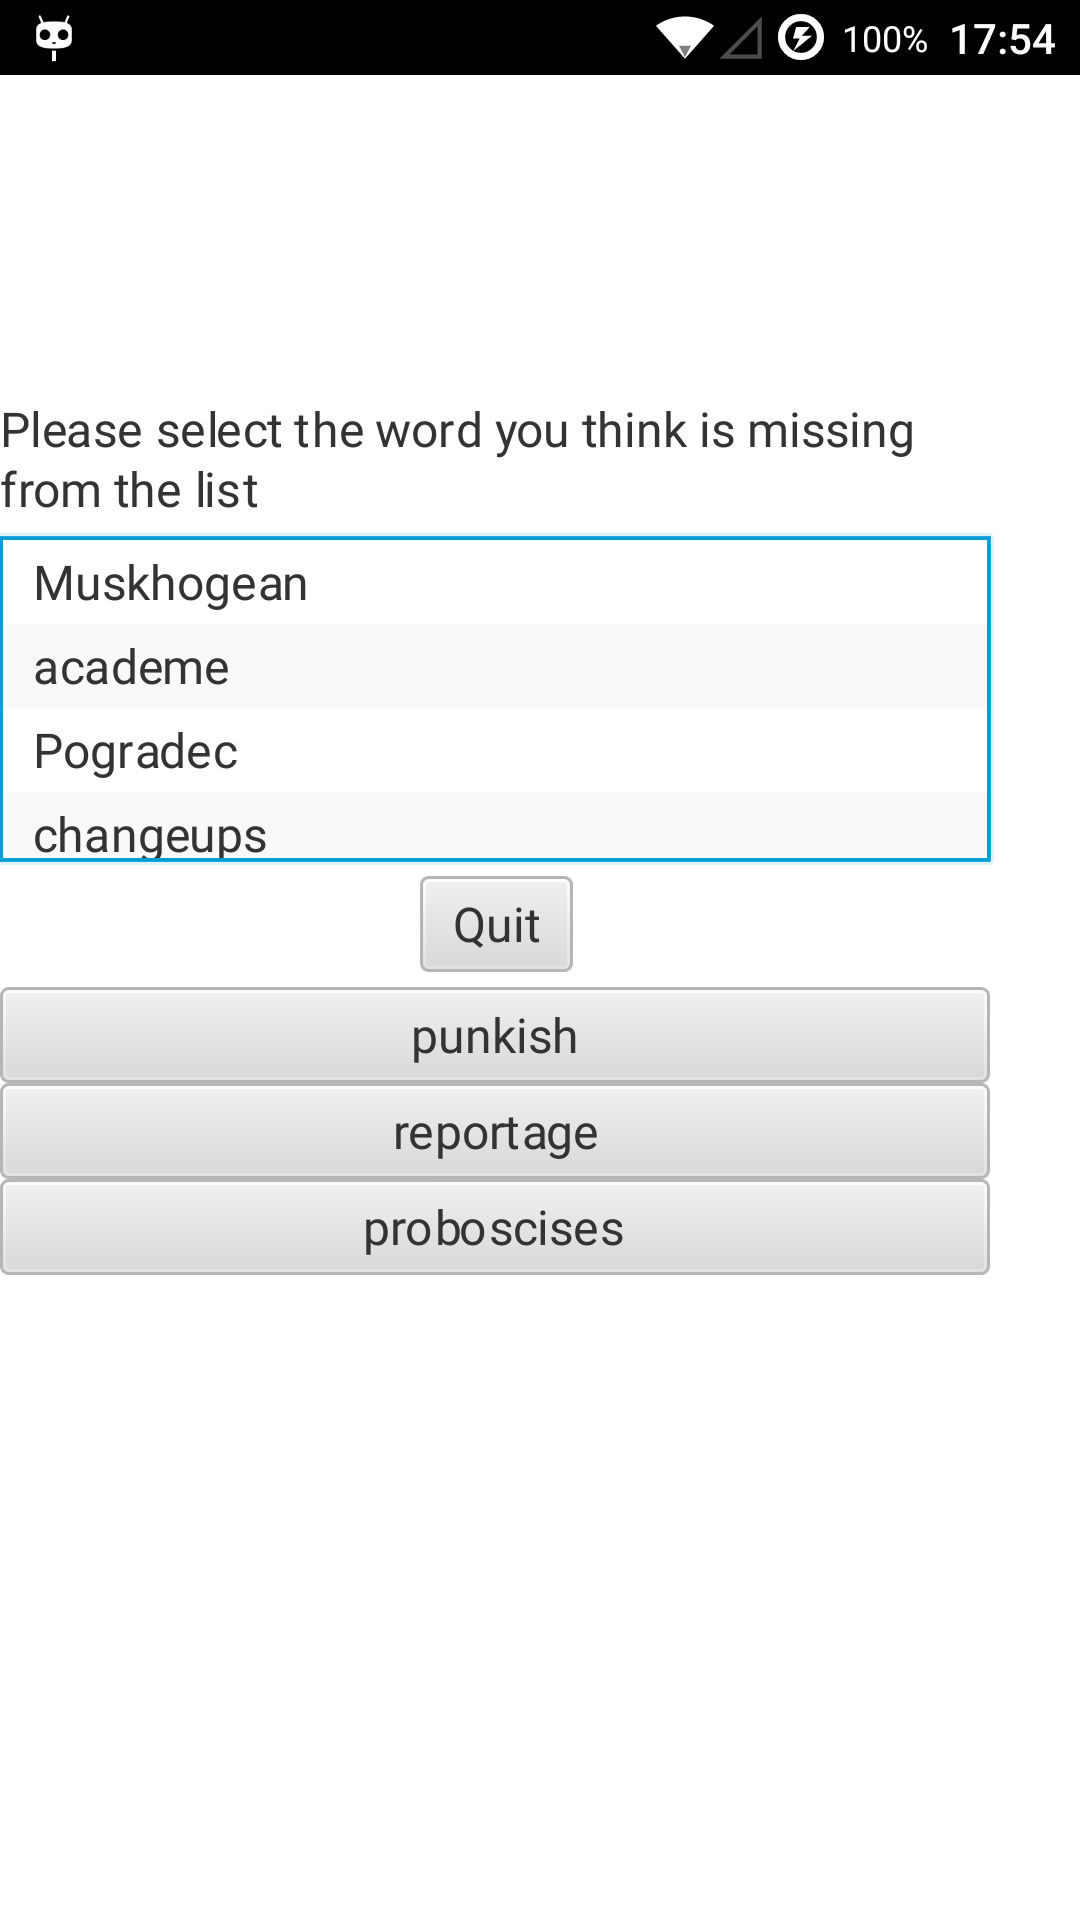 100% 17:54
Please select the word you think is missing
from the list
Muskhogean
academe
Pogradec
changeups
Quit
punkish
reportage
proboscises